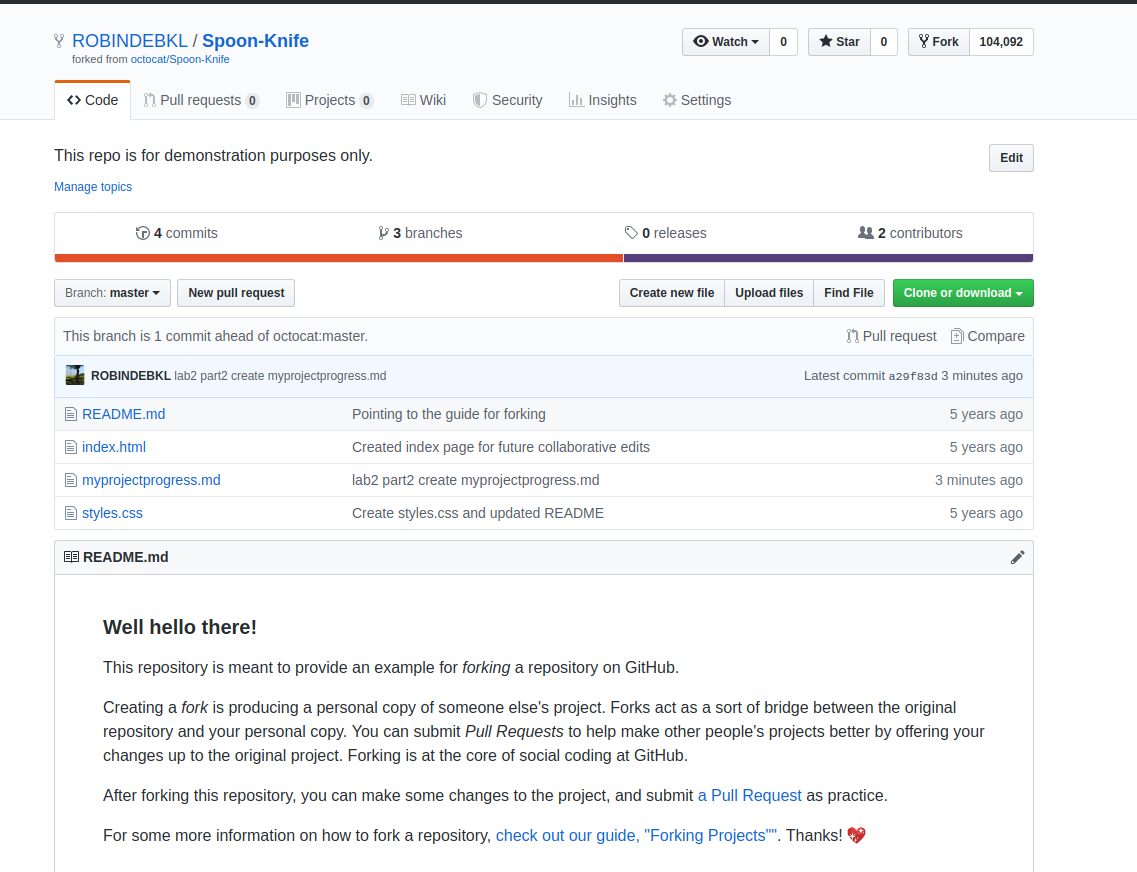 ROBINDEBKL / Spoon-Knife
forked from octocat/Spoon-Knife
Watch 0 Star 0 Fork 104,092
Code Pull requests 0 Projects 0 Wiki Security Insights Settings
This repo is for demonstration purposes only.
Edit
Manage topics
4 commits 3 branches 0 releases 2 contributors
Branch: master New pull request Create new file Upload files Find File Clone or download
This branch is 1 commit ahead of octocat:master. Pull request Compare
ROBINDEBKL lab2 part2 create myprojectprogress.md Latest commit a29f83d 3 minutes ago
README.md Pointing to the guide for forking 5 years ago
index.html Created index page for future collaborative edits 5 years ago
myprojectprogress.md lab2 part2 create myprojectprogress.md 3 minutes ago
styles.css Create styles.css and updated README 5 years ago
README.md
Well hello there!
This repository is meant to provide an example for forking a repository on GitHub.
Creating a fork is producing a personal copy of someone else's project. Forks act as a sort of bridge between the original
repository and your personal copy. You can submit Pull Requests to help make other people's projects better by offering your
changes up to the original project. Forking is at the core of social coding at GitHub.
After forking this repository, you can make some changes to the project, and submit a Pull Request as practice.
For some more information on how to fork a repository, check out our guide, "Forking Projects"". Thanks! 💖